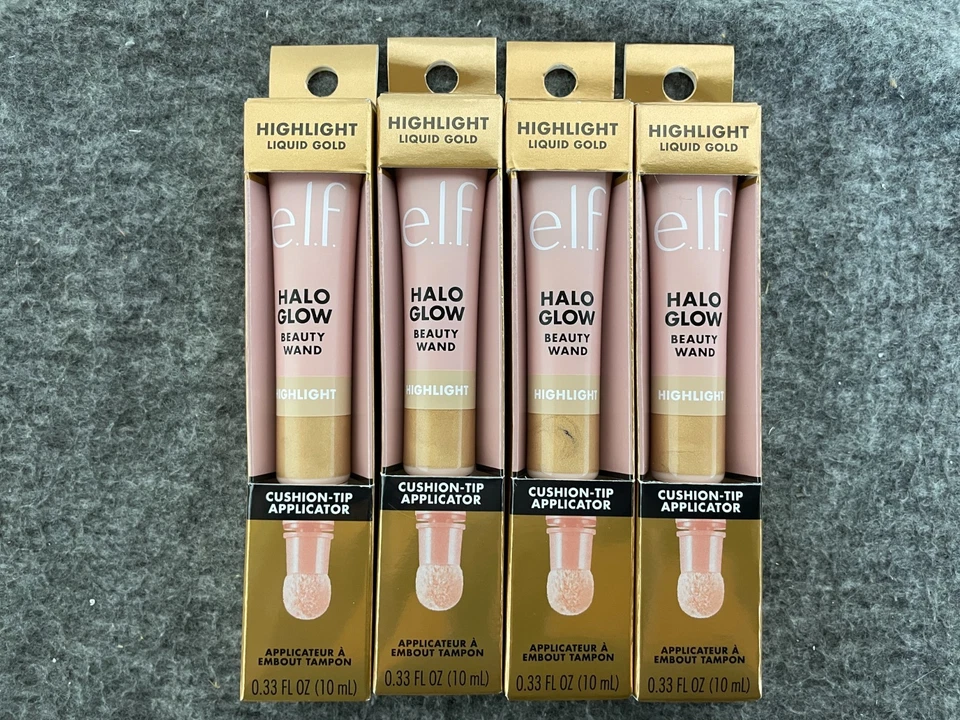 HIGHLIGHT
LIQUID GOLD
e.l.f.
HALO
GLOW
BEAUTY
WAND
HIGHLIGHT
CUSHION-TIP
APPLICATOR
APPLICATEUR À
EMBOUT TAMPON
0.33 FL OZ (10 mL)
HIGHLIGHT
LIQUID GOLD
e.l.f.
HALO
GLOW
BEAUTY
WAND
HIGHLIGHT
CUSHION-TIP
APPLICATOR
APPLICATEUR À
EMBOUT TAMPON
0.33 FL OZ (10 mL)
HIGHLIGHT
LIQUID GOLD
e.l.f.
HALO
GLOW
BEAUTY
WAND
HIGHLIGHT
CUSHION-TIP
APPLICATOR
APPLICATEUR À
EMBOUT TAMPON
0.33 FL OZ (10 mL)
HIGHLIGHT
LIQUID GOLD
e.l.f.
HALO
GLOW
BEAUTY
WAND
HIGHLIGHT
CUSHION-TIP
APPLICATOR
APPLICATEUR À
EMBOUT TAMPON
0.33 FL OZ (10 mL)